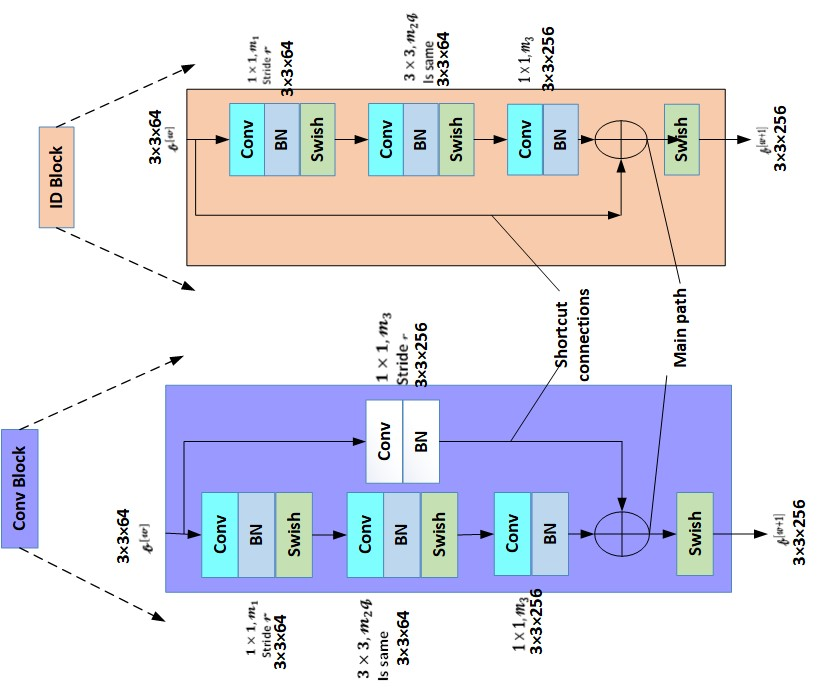 ID Block
3×3×64
𝒽[𝓌]
Conv
BN
Swish
1 × 1, m₁
Stride r
3×3×64
Conv
BN
Swish
3 × 3, m₂q
Is same
3×3×64
Conv
BN
1 × 1, m₃
3×3×256
Swish
𝒽[𝓌+1]
3×3×256
Shortcut
connections
Main path
Conv Block
3×3×64
𝒽[𝓌]
Conv
BN
1 × 1, m₃
Stride r
3×3×256
Conv
BN
Swish
1 × 1, m₁
Stride r
3×3×64
Conv
BN
Swish
3 × 3, m₂q
Is same
3×3×64
Conv
BN
1 × 1, m₃
3×3×256
Swish
𝒽[𝓌+1]
3×3×256